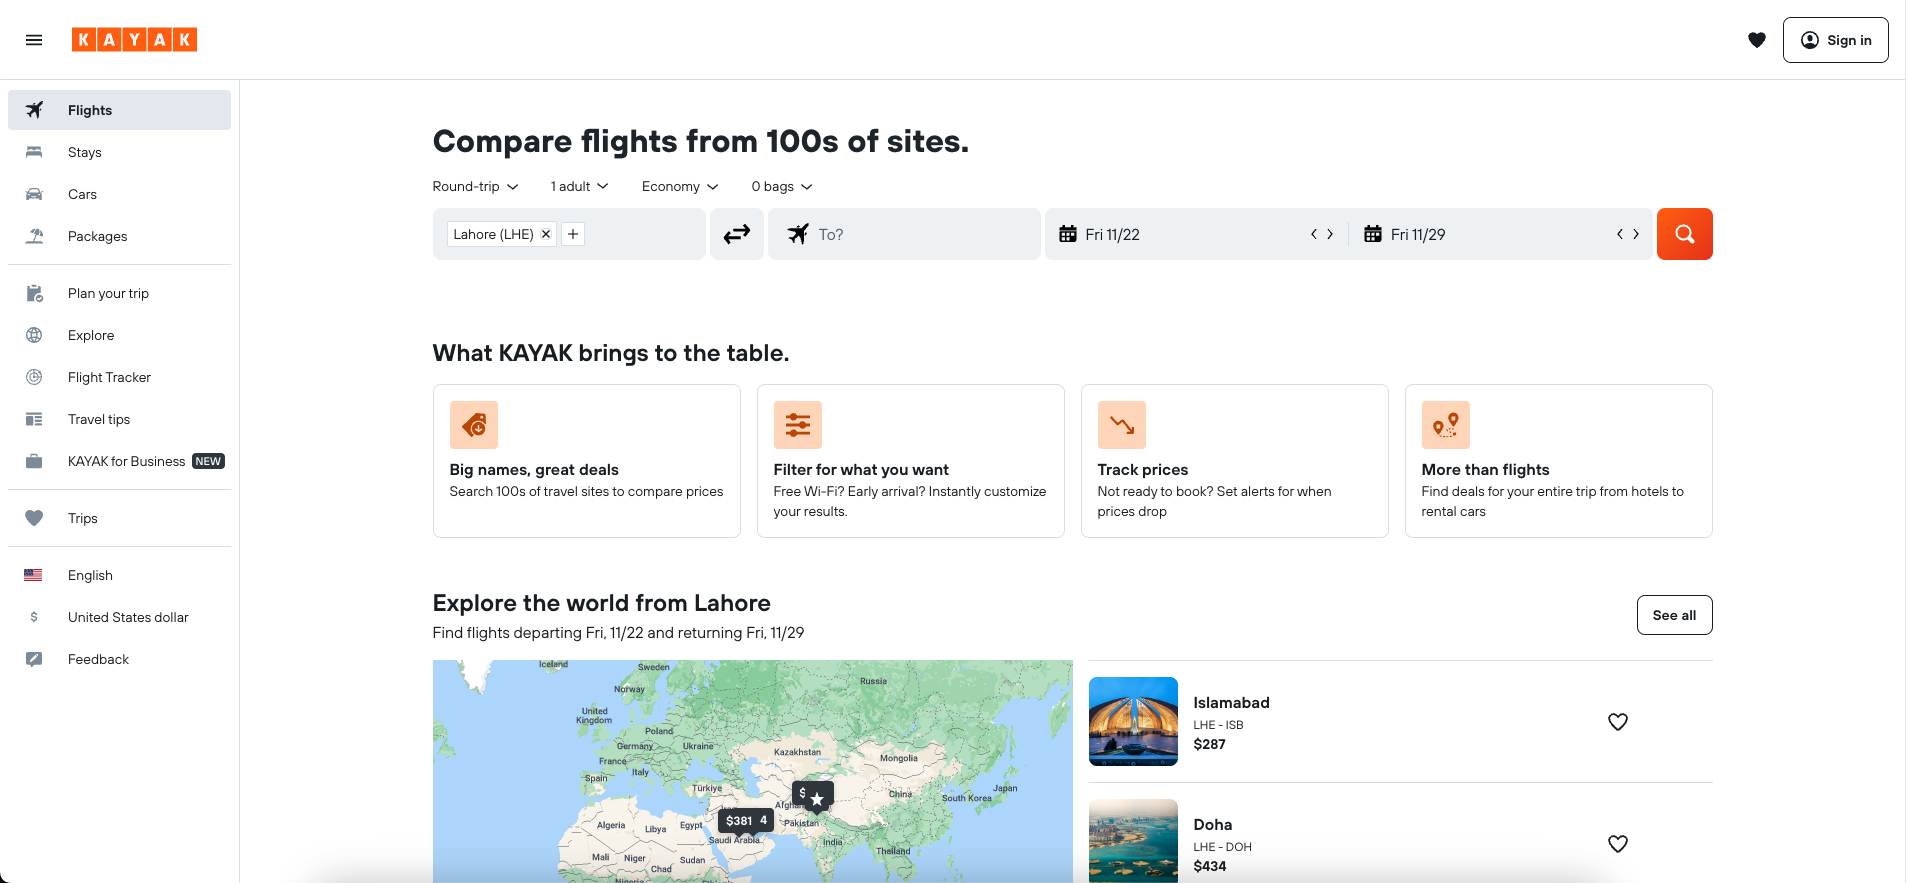 KAYAK
Sign in
Flights
Stays
Cars
Packages
Plan your trip
Explore
Flight Tracker
Travel tips
KAYAK for Business NEW
Trips
English
$ United States dollar
Feedback
Compare flights from 100s of sites.
Round-trip 1 adult Economy 0 bags
Lahore (LHE) To? Fri 11/22 Fri 11/29
What KAYAK brings to the table.
Big names, great deals
Search 100s of travel sites to compare prices
Filter for what you want
Free Wi-Fi? Early arrival? Instantly customize
your results.
Track prices
Not ready to book? Set alerts for when
prices drop
More than flights
Find deals for your entire trip from hotels to
rental cars
Explore the world from Lahore
Find flights departing Fri, 11/22 and returning Fri, 11/29
See all
Iceland
Sweden
Russia
Norway
United
Kingdom
Poland
Germany
Ukraine
Kazakhstan
France
Mongolia
Italy
Spain
Türkiye
China
Japan
South Korea
$
$381 4
Pakistan
Algeria
Libya
Egypt
Saudi Arabia
India
Thailand
Mali
Niger
Sudan
Chad
Nigeria
Islamabad
LHE - ISB
$287
Doha
LHE - DOH
$434